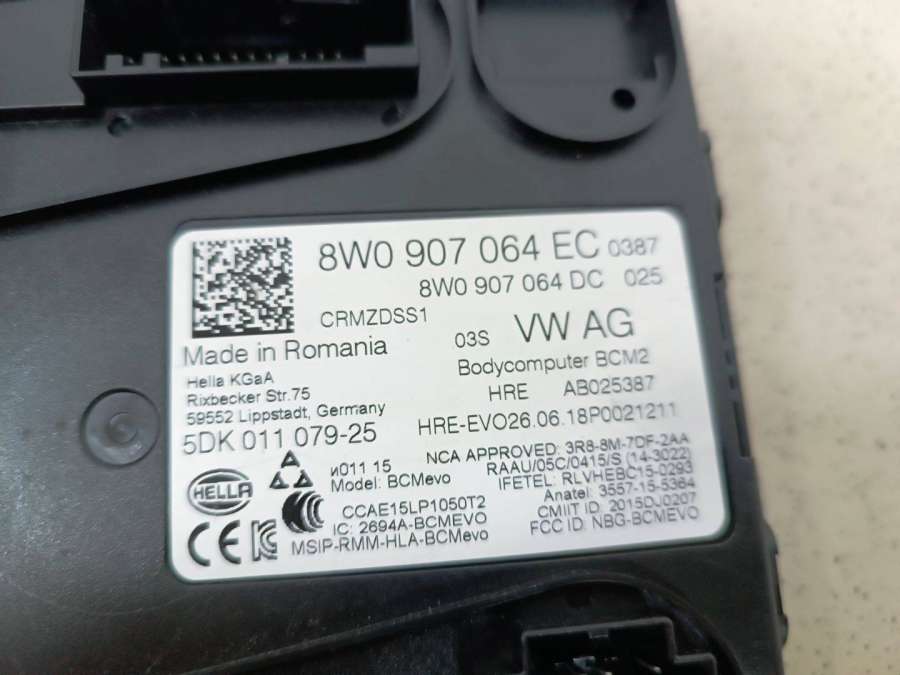 8W0 907 064 EC 0387
8W0 907 064 DC 025
CRMZDSS1
03S VW AG
Made in Romania
Bodycomputer BCM2
Hella KGaA
Rixbecker Str.75
59552 Lippstadt, Germany
HRE AB025387
5DK 011 079-25
HRE-EVO26.06.18P0021211
NCA APPROVED: 3R8-8M-7DF-2AA
RAAU/05C/0415/S (14-3022)
IFETEL: RLVHEBC15-0293
Anatel: 3557-15-5364
CMIIT ID: 2015DJ0207
FCC ID: NBG-BCMEVO
HELLA
и011 15
Model: BCMevo
CCAE15LP1050T2
IC: 2694A-BCMEVO
MSIP-RMM-HLA-BCMevo
CE